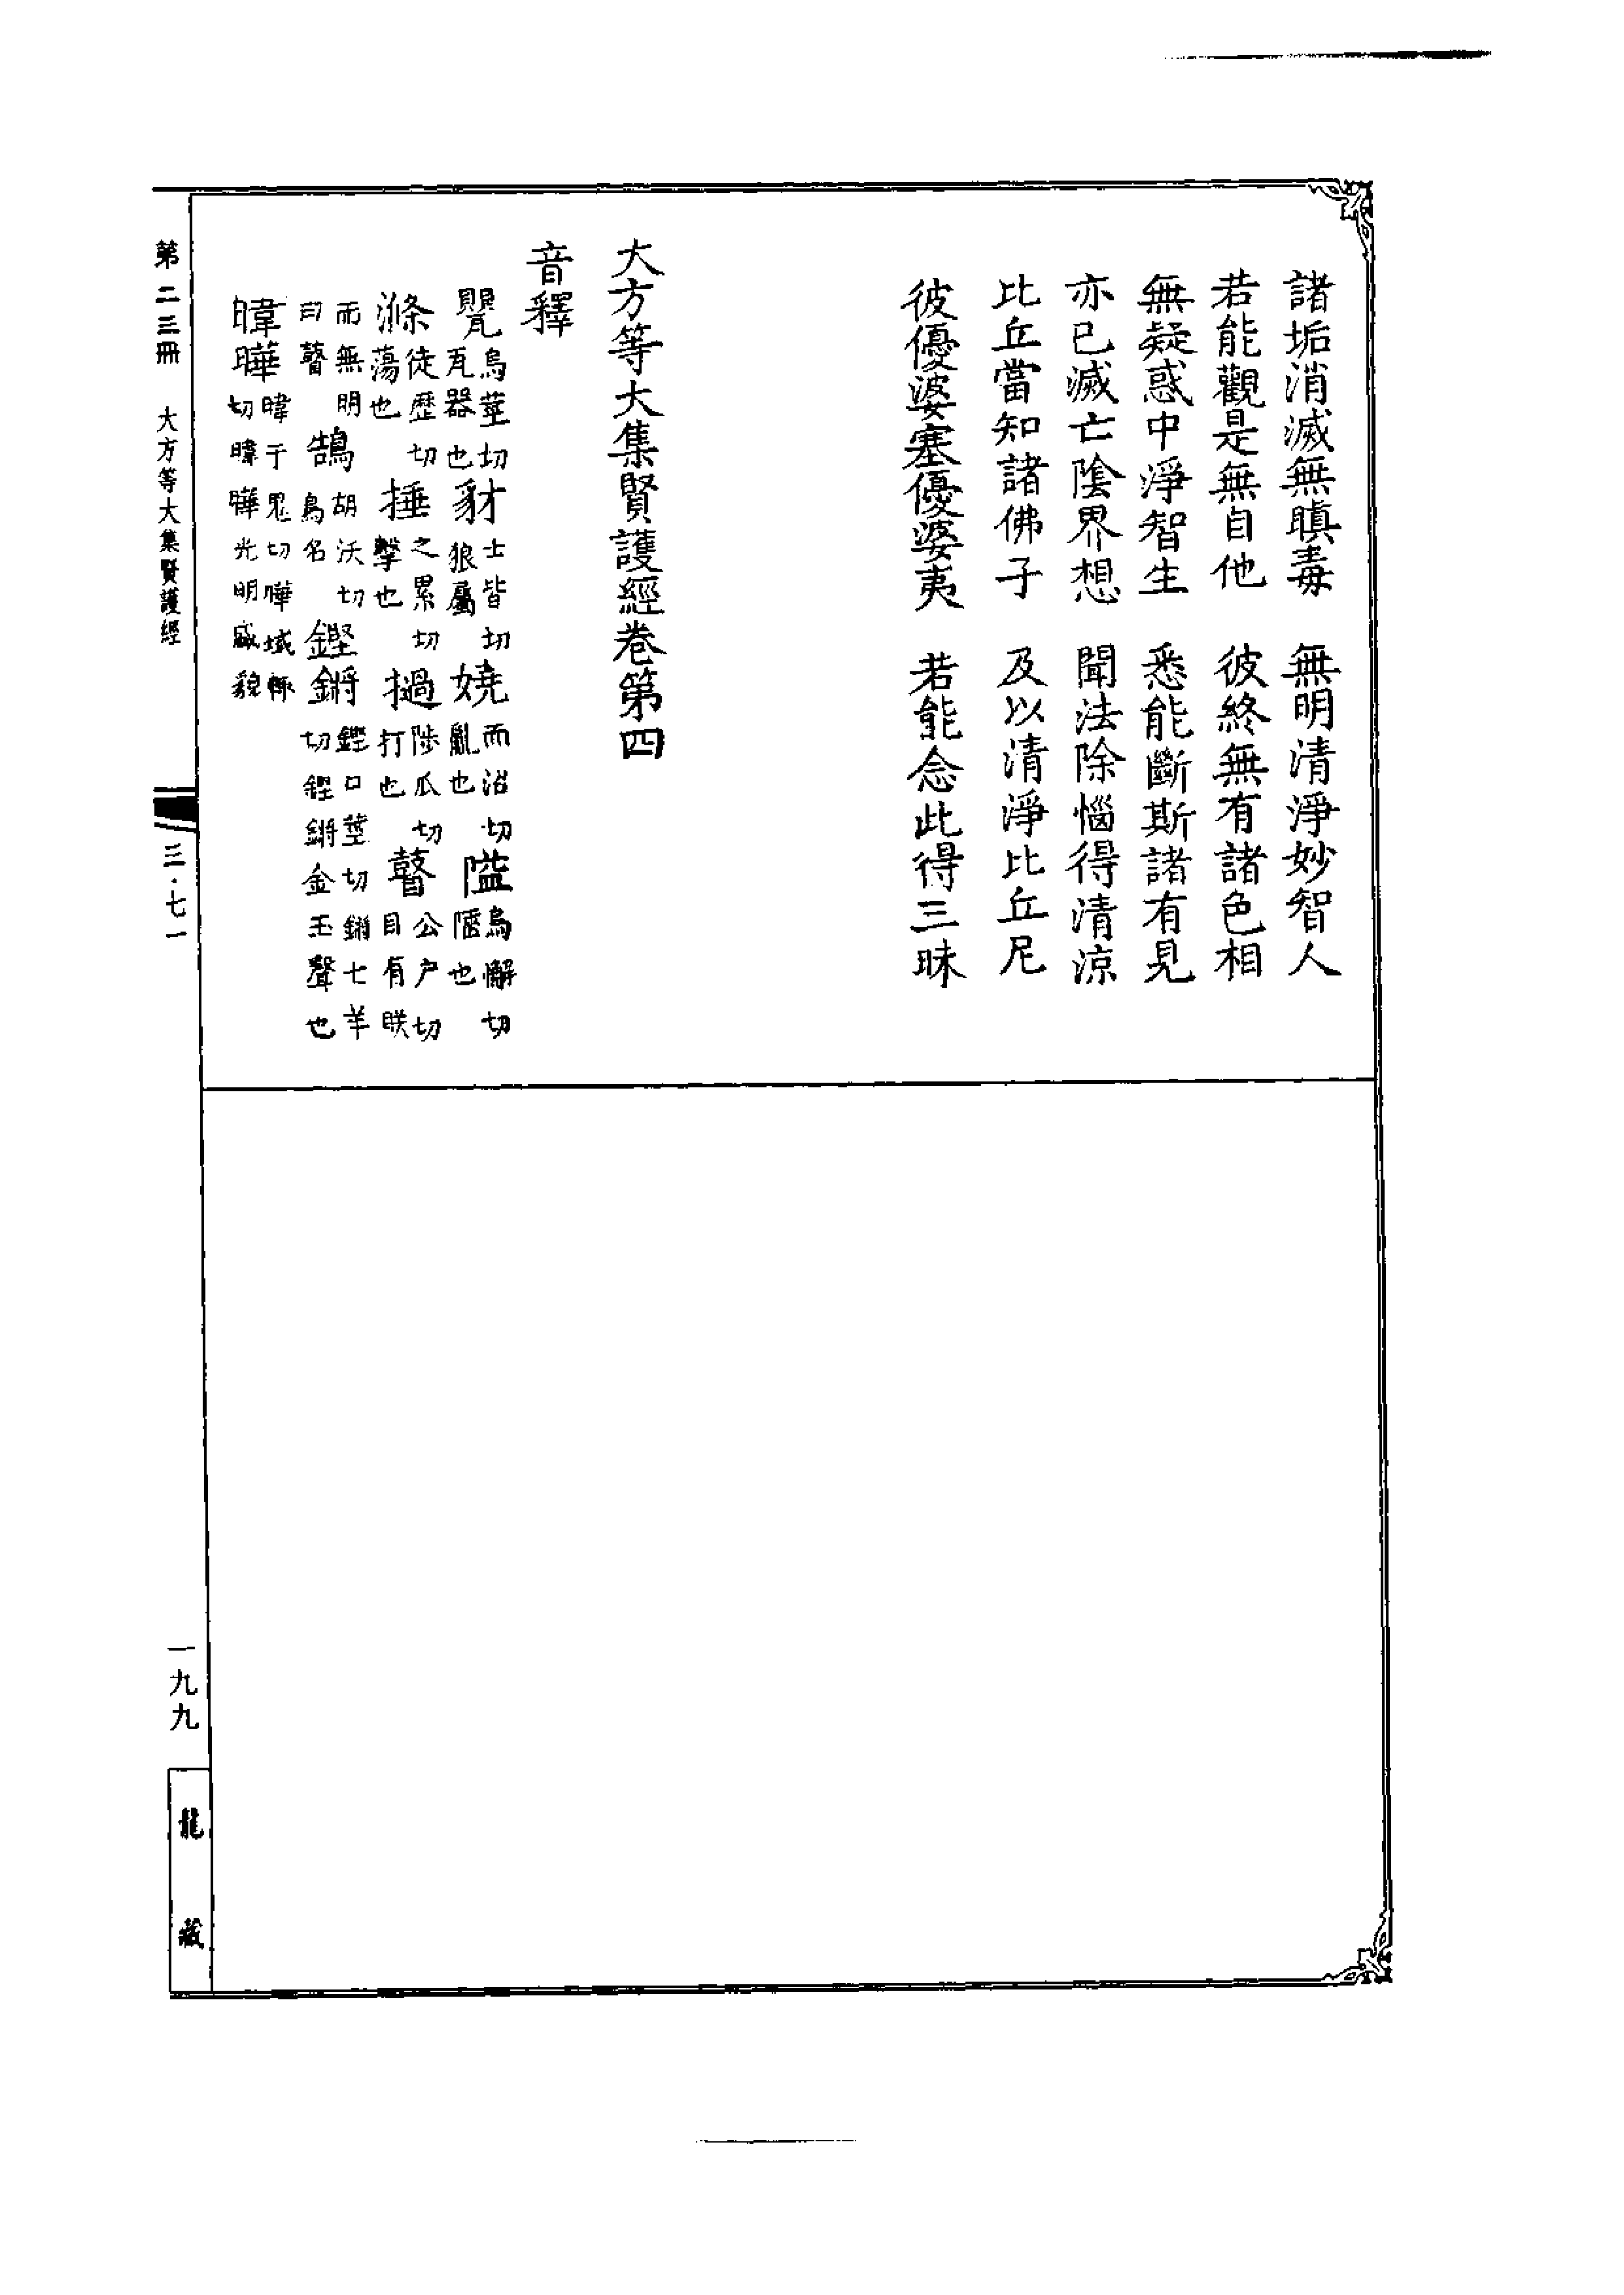 諸垢消滅無瞋毒　無明清淨妙智人
若能觀是無自他　彼終無有諸色相
無疑惑中淨智生　悉能斷斯諸有見
亦已滅亡陰界想　聞法除惱得清涼
比丘當知諸佛子　及以清淨比丘尼
彼優婆塞優婆夷　若能念此得三昧
大方等大集賢護經卷第四
音釋
甖烏莖切瓦器也豺士皆切狼屬嬈而沼切亂也隘烏懈切陋也
滌徒歷切蕩也捶之累切擊也撾陟瓜切打也瞽公戶切目有眹
而無明曰瞽鵠胡沃切鳥名鏗鏘鏗口莖切鏘七羊切鏗鏘金玉聲也
暐曄暐于鬼切曄域輒切暐曄光明盛貌
第二三冊　大方等大集賢護經　三·七一　一九九　龍藏